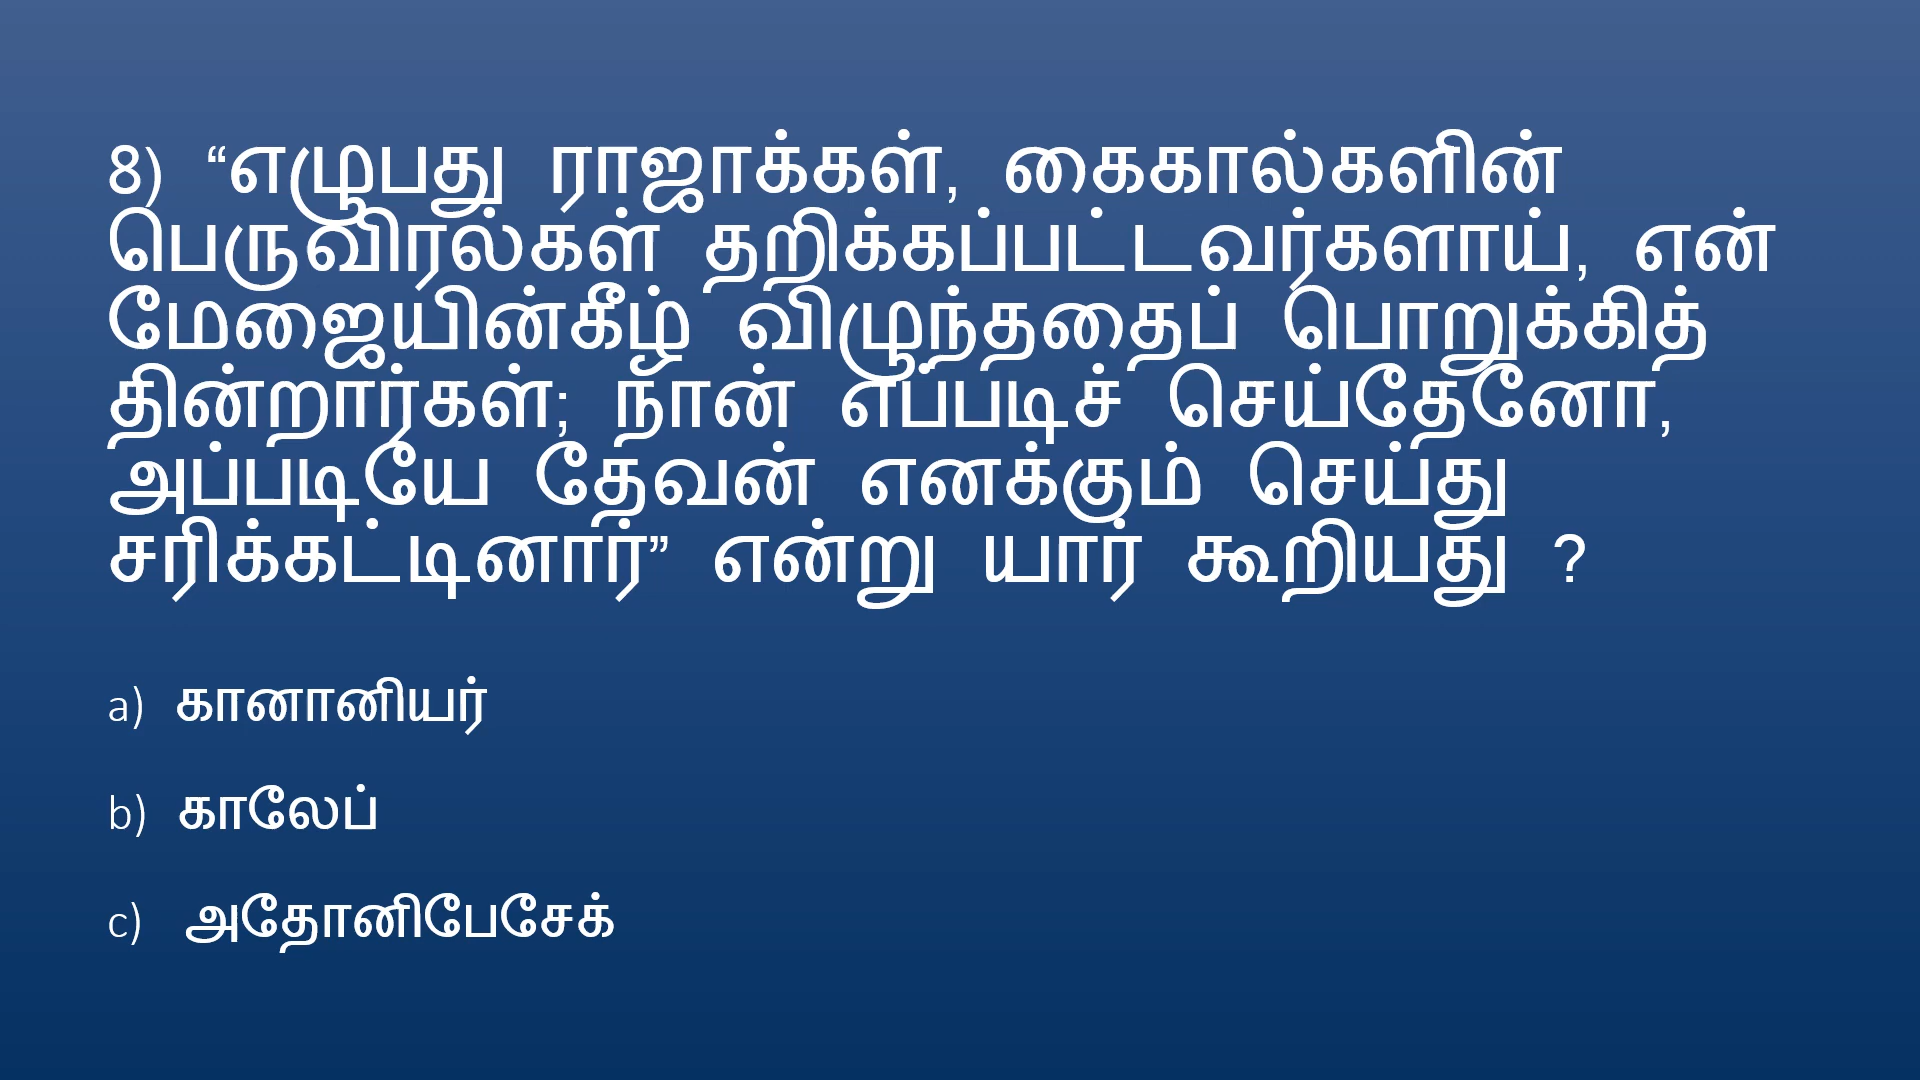 8) “எழுபது ராஜாக்கள், கைகால்களின்
பெருவிரல்கள் தறிக்கப்பட்டவர்களாய், என்
மேஜையின்கீழ் விழுந்ததைப் பொறுக்கித்
தின்றார்கள்; நான் எப்படிச் செய்தேனோ,
அப்படியே தேவன் எனக்கும் செய்து
சரிக்கட்டினார்” என்று யார் கூறியது ?
a) கானானியர்
b) காலேப்
c) அதோனிபேசேக்